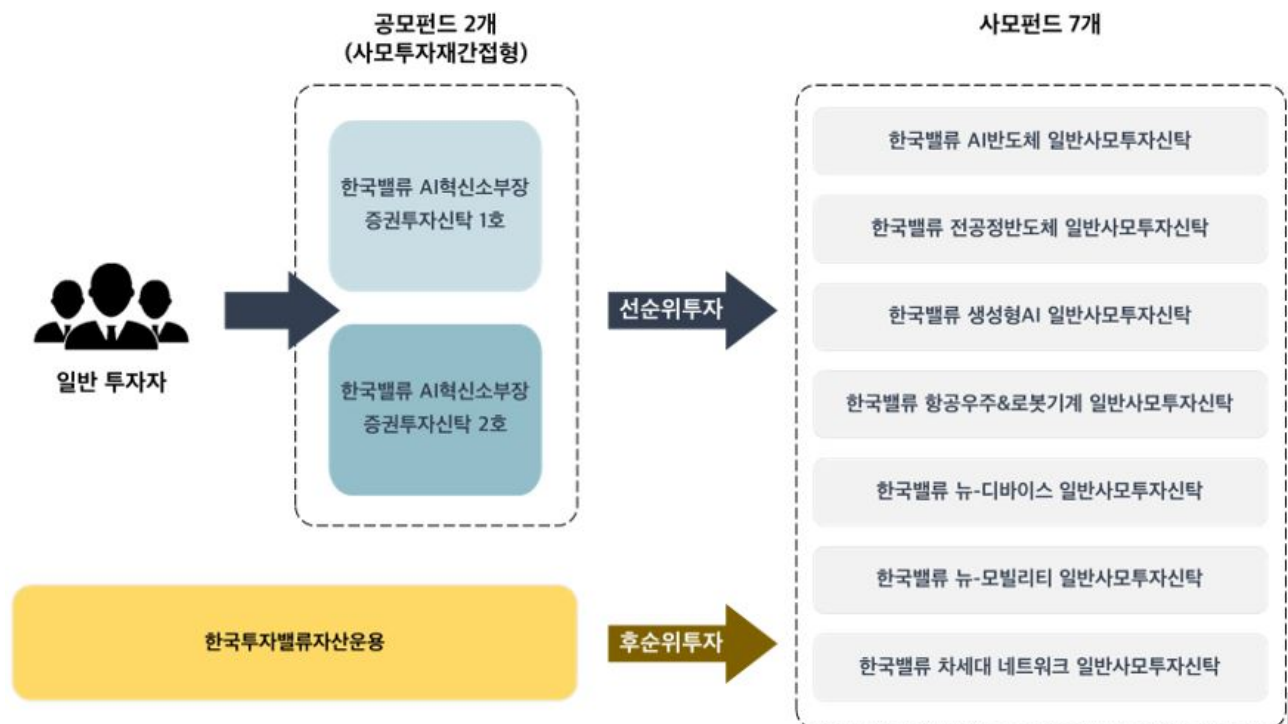 공모펀드 2개
(사모투자재간접형)
사모펀드 7개
일반 투자자
한국밸류 AI혁신소부장
증권투자신탁 1호
한국밸류 AI혁신소부장
증권투자신탁 2호
한국투자밸류자산운용
선순위투자
후순위투자
한국밸류 AI반도체 일반사모투자신탁
한국밸류 전공정반도체 일반사모투자신탁
한국밸류 생성형AI 일반사모투자신탁
한국밸류 항공우주&로봇기계 일반사모투자신탁
한국밸류 뉴-디바이스 일반사모투자신탁
한국밸류 뉴-모빌리티 일반사모투자신탁
한국밸류 차세대 네트워크 일반사모투자신탁